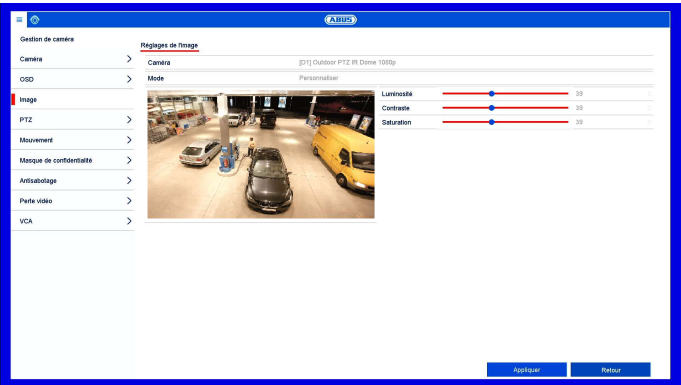 ABUS
Gestion de caméra
Réglages de l'image
Caméra
[D1] Outdoor PTZ IR Dome 1080p
OSD
Mode
Personnaliser
Image
Luminosité
39
Contraste
39
Saturation
39
PTZ
Mouvement
Masque de confidentialité
Antisabotage
Perte vidéo
VCA
Caméra
Appliquer
Retour